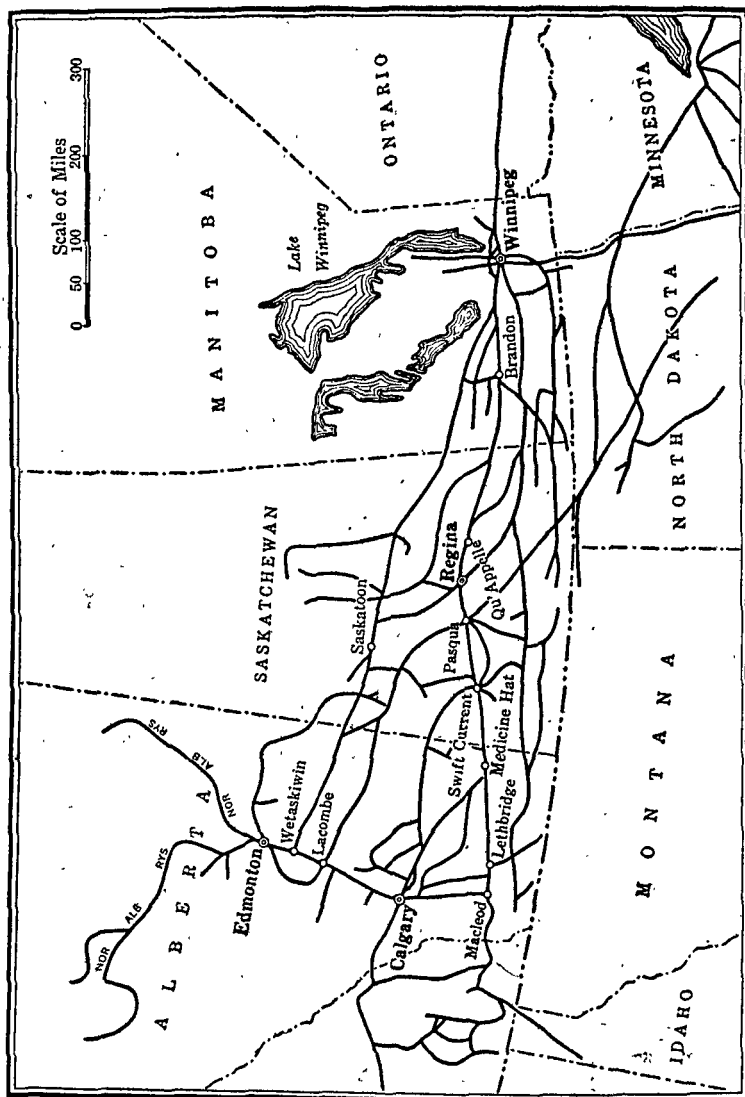 Scale of Miles
0 50 100 200 300
MANITOBA
ONTARIO
Lake
Winnipeg
MINNESOTA
Winnipeg
Brandon
NORTH DAKOTA
SASKATCHEWAN
Saskatoon
Regina
Qu'Appelle
Pasqua
Swift Current
Medicine Hat
MONTANA
ALBERTA
NOR ALB RYS
NOR ALB RYS
Edmonton
Wetaskiwin
Lacombe
Lethbridge
Calgary
Macleod
IDAHO